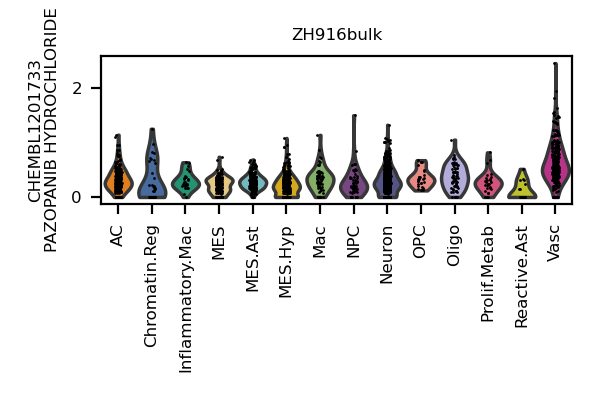 ZH916bulk
CHEMBL1201733
PAZOPANIB HYDROCHLORIDE
2
0
AC
Chromatin.Reg
Inflammatory.Mac
MES
MES.Ast
MES.Hyp
Mac
NPC
Neuron
OPC
Oligo
Prolif.Metab
Reactive.Ast
Vasc